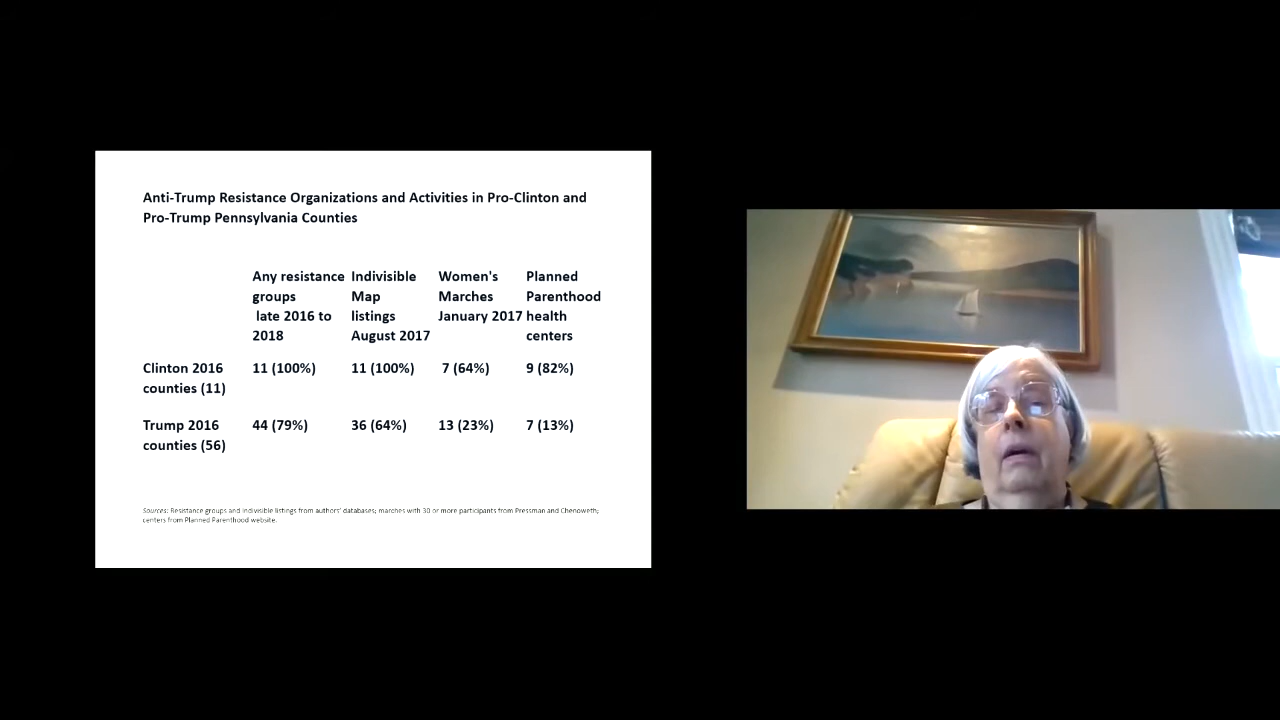 Anti-Trump Resistance Organizations and Activities in Pro-Clinton and
Pro-Trump Pennsylvania Counties
Any resistance groups late 2016 to 2018
Indivisible Map listings August 2017
Women's Marches January 2017
Planned Parenthood health centers
Clinton 2016 counties (11)
11 (100%)
11 (100%)
7 (64%)
9 (82%)
Trump 2016 counties (56)
44 (79%)
36 (64%)
13 (23%)
7 (13%)
Sources: Resistance groups and Indivisible listings from authors' databases; marches with 30 or more participants from Pressman and Chenoweth;
centers from Planned Parenthood website.